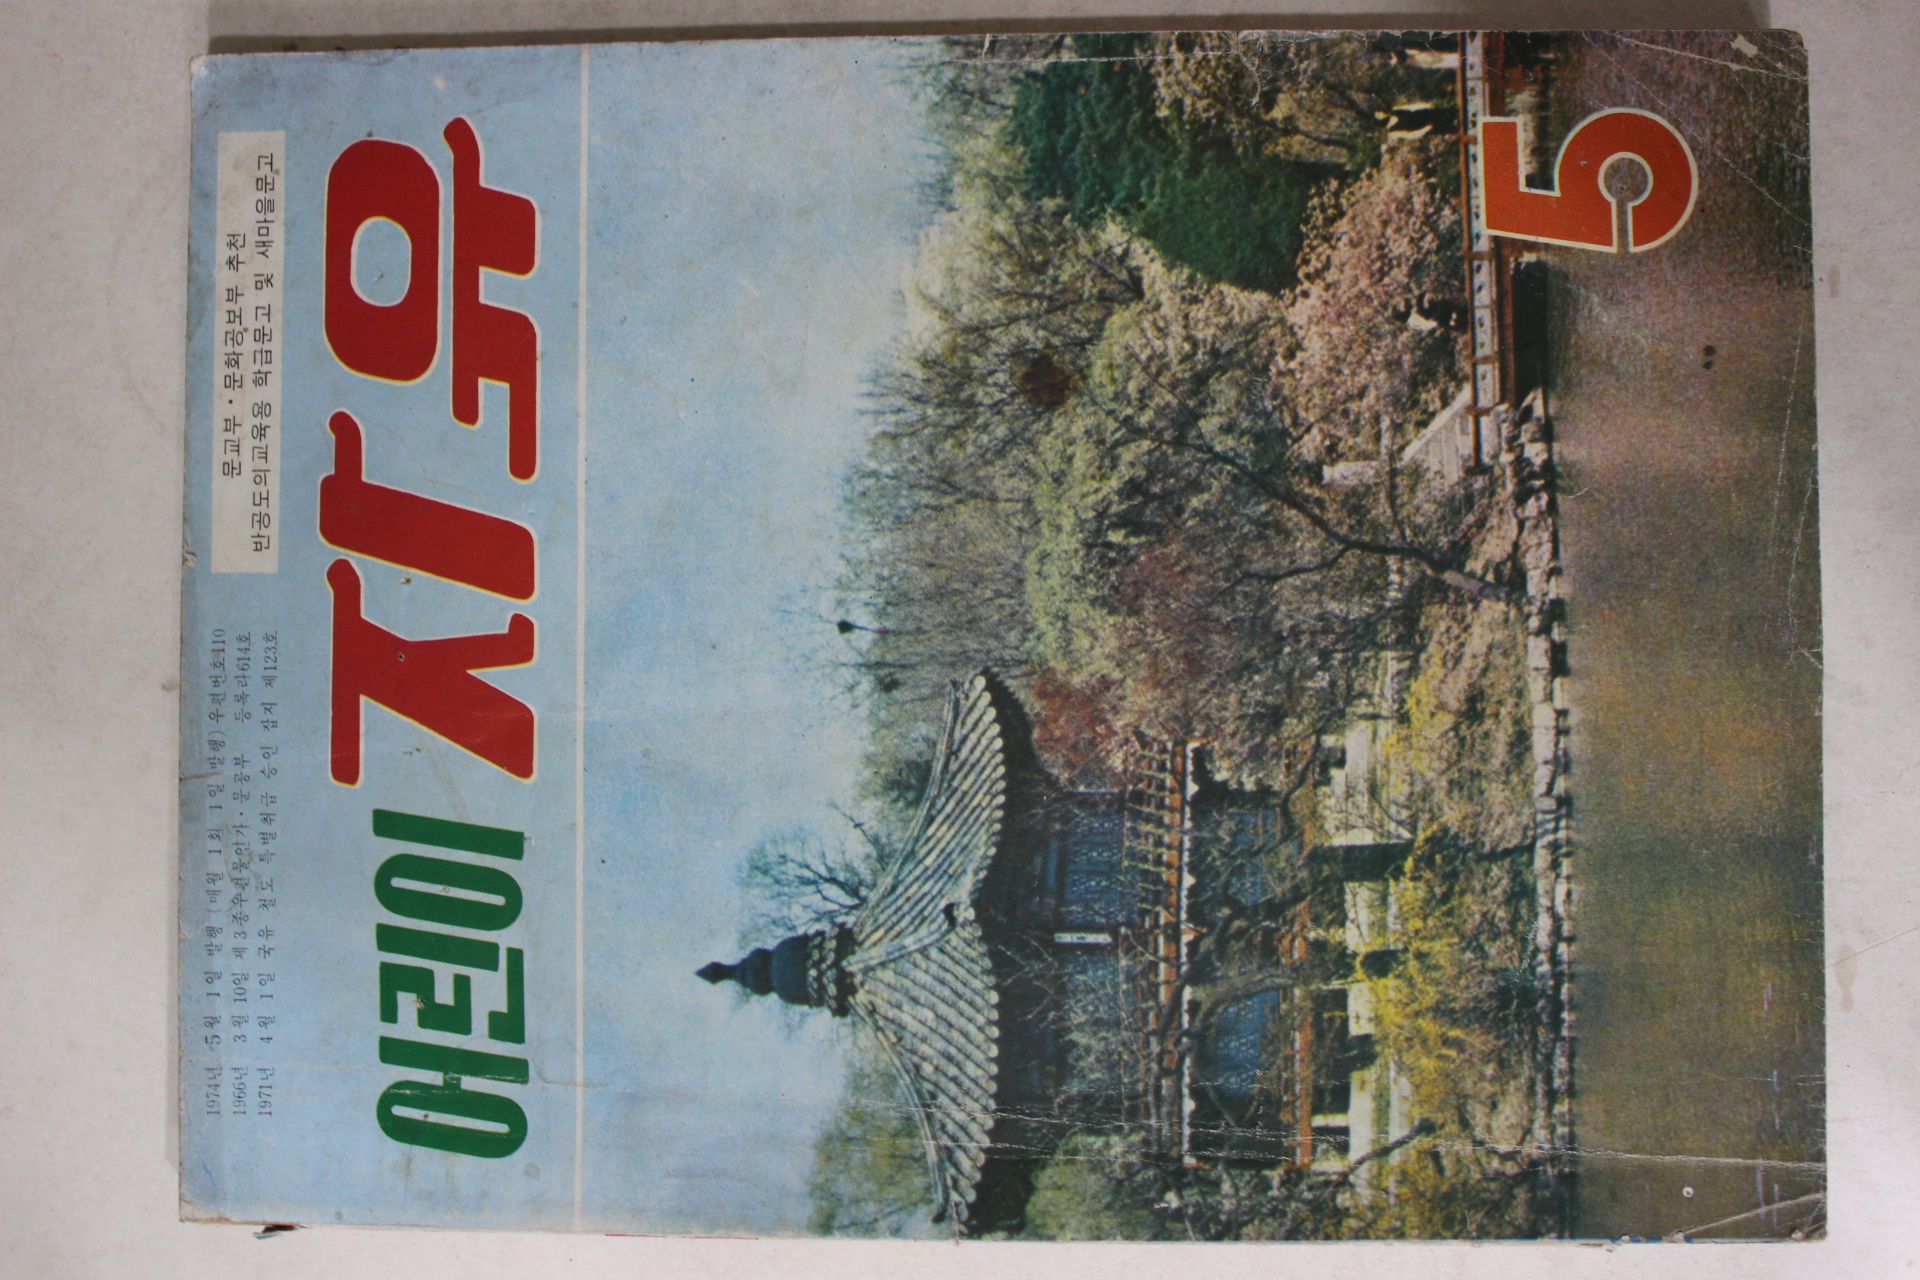 1974년 5월 1일 발행 (매월 1회 1일 발행) 우편번호110
1966년 3월 10일 제3종우편물인가·문공부 등록라614호
1971년 4월 1일 국유 철도 특별취급 승인 잡지 제123호
문교부·문화공보부 추천
반공도의교육용 학급문고 및 새마을문고
어린이 자유
5